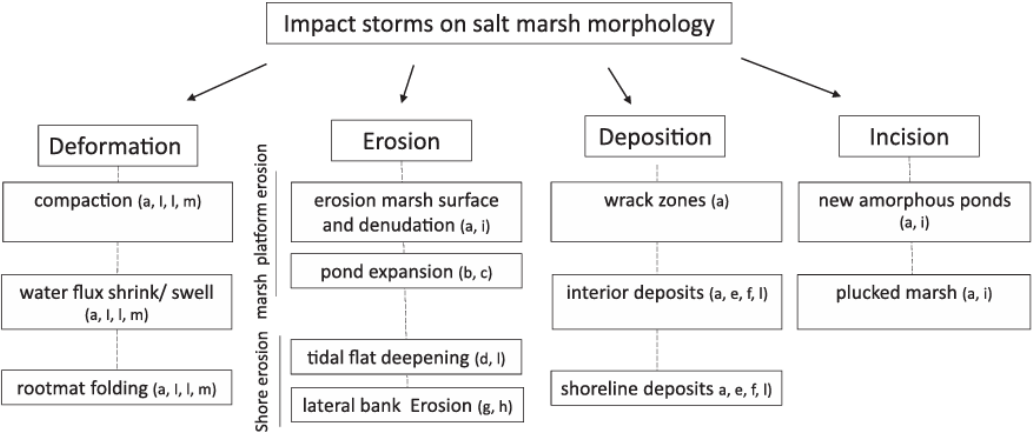 Impact storms on salt marsh morphology
Deformation
compaction (a, I, l, m)
water flux shrink/ swell
(a, I, l, m)
rootmat folding (a, I, l, m)
marsh platform erosion
Shore erosion
Erosion
erosion marsh surface
and denudation (a, i)
pond expansion (b, c)
tidal flat deepening (d, l)
lateral bank Erosion (g, h)
Deposition
wrack zones (a)
interior deposits (a, e, f, l)
shoreline deposits a, e, f, l)
Incision
new amorphous ponds
(a, i)
plucked marsh (a, i)